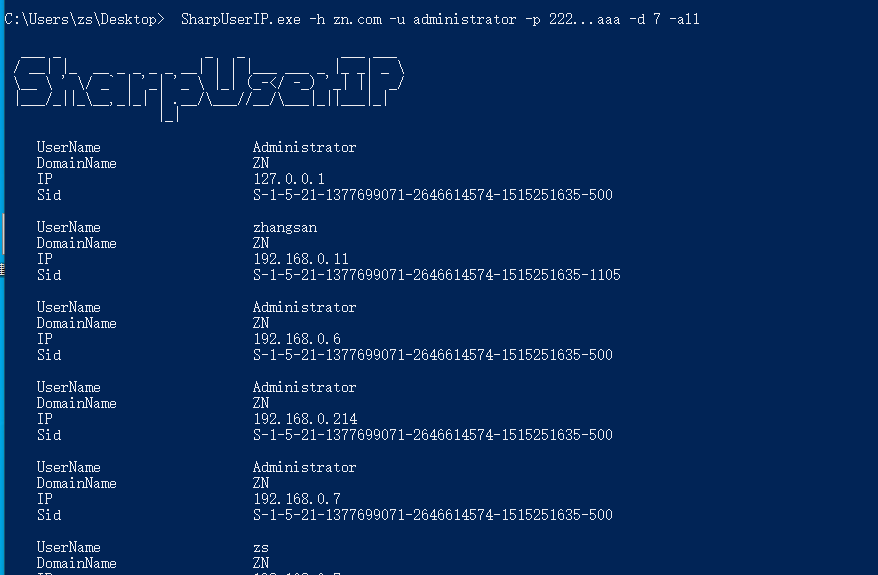 C:\Users\zs\Desktop> SharpUserIP.exe -h zn.com -u administrator -p 222...aaa -d 7 -all
SharpUserIP
UserName Administrator
DomainName ZN
IP 127.0.0.1
Sid S-1-5-21-1377699071-2646614574-1515251635-500
UserName zhangsan
DomainName ZN
IP 192.168.0.11
Sid S-1-5-21-1377699071-2646614574-1515251635-1105
UserName Administrator
DomainName ZN
IP 192.168.0.6
Sid S-1-5-21-1377699071-2646614574-1515251635-500
UserName Administrator
DomainName ZN
IP 192.168.0.214
Sid S-1-5-21-1377699071-2646614574-1515251635-500
UserName Administrator
DomainName ZN
IP 192.168.0.7
Sid S-1-5-21-1377699071-2646614574-1515251635-500
UserName zs
DomainName ZN